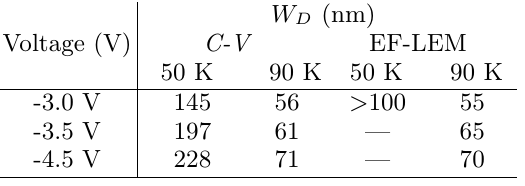 W_D (nm)
Voltage (V) C-V EF-LEM
50 K 90 K 50 K 90 K
-3.0 V 145 56 >100 55
-3.5 V 197 61 — 65
-4.5 V 228 71 — 70